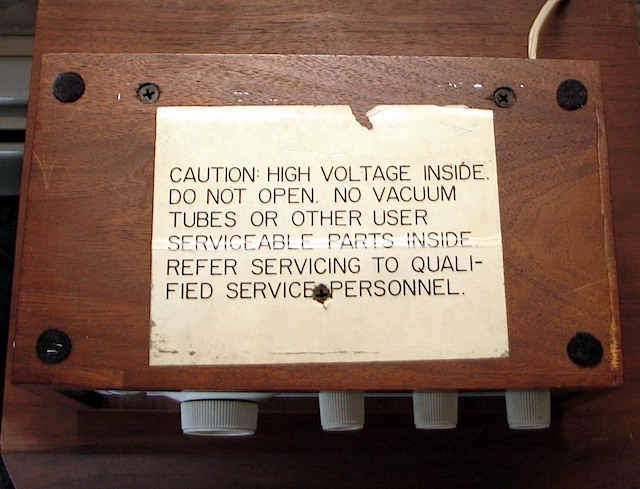 CAUTION: HIGH VOLTAGE INSIDE.
DO NOT OPEN. NO VACUUM
TUBES OR OTHER USER
SERVICEABLE PARTS INSIDE.
REFER SERVICING TO QUALI-
FIED SERVICE PERSONNEL.